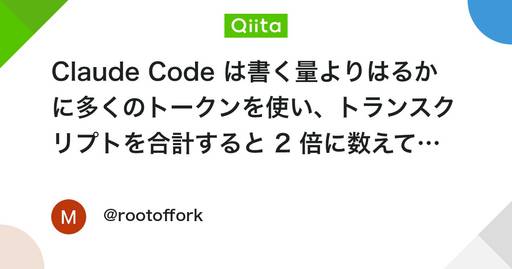 Qiita
Claude Code は書く量よりはるか
に多くのトークンを使い、トランスク
リプトを合計すると 2 倍に数えて…
M
@rootoffork